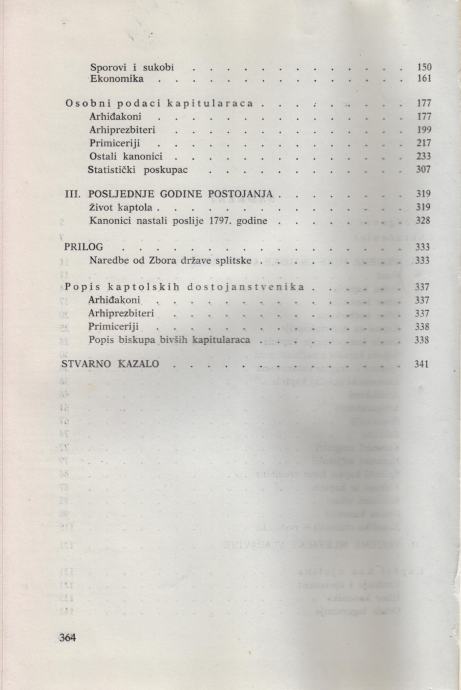 Sporovi i sukobi . . . . . . . . . . . . . . 150
Ekonomika . . . . . . . . . . . . . . . . 161
Osobni podaci kapitularaca . . . . . . . . . . 177
Arhiđakoni . . . . . . . . . . . . . . . . 177
Arhiprezbiteri . . . . . . . . . . . . . . . 199
Primiceriji . . . . . . . . . . . . . . . . 217
Ostali kanonici . . . . . . . . . . . . . . . 233
Statistički poskupac . . . . . . . . . . . . . 307
III. POSLJEDNJE GODINE POSTOJANJA . . . . . . . . . 319
Život kaptola . . . . . . . . . . . . . . . . 319
Kanonici nastali poslije 1797. godine . . . . . . . . . 328
PRILOG . . . . . . . . . . . . . . . . . 333
Naredbe od Zbora države splitske . . . . . . . . . . 333
Popis kaptolskih dostojanstvenika . . . . . . . . 337
Arhiđakoni . . . . . . . . . . . . . . . . 337
Arhiprezbiteri . . . . . . . . . . . . . . . 337
Primiceriji . . . . . . . . . . . . . . . . 338
Popis biskupa bivših kapitularaca . . . . . . . . . . 338
STVARNO KAZALO . . . . . . . . . . . . . . 341
364